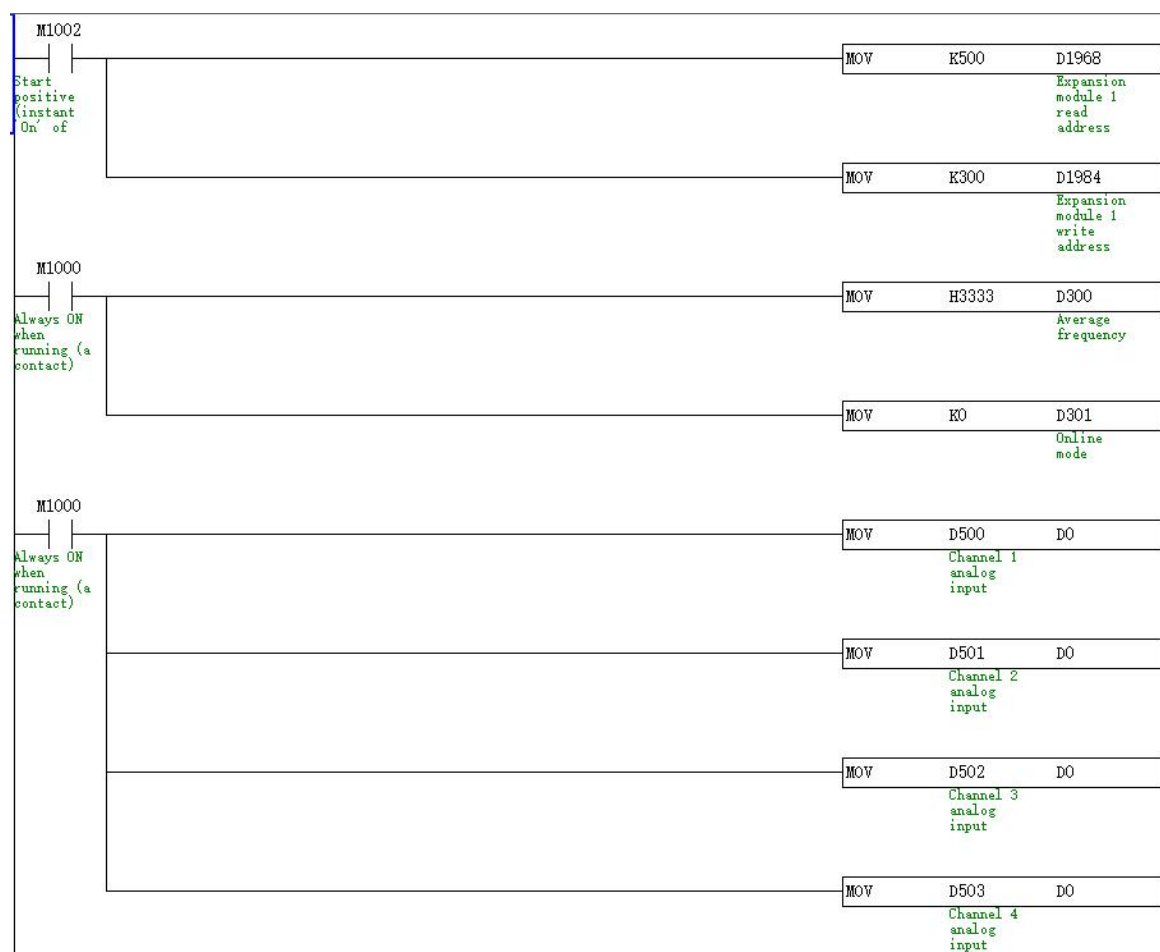 M1002
MOV K500 D1968
Start
positive
(instant
'On' of
Expansion
module 1
read
address
MOV K300 D1984
Expansion
module 1
write
address
M1000
MOV H3333 D300
Always ON
when
running (a
contact)
Average
frequency
MOV K0 D301
Online
mode
M1000
MOV D500 D0
Always ON
when
running (a
contact)
Channel 1
analog
input
MOV D501 D0
Channel 2
analog
input
MOV D502 D0
Channel 3
analog
input
MOV D503 D0
Channel 4
analog
input